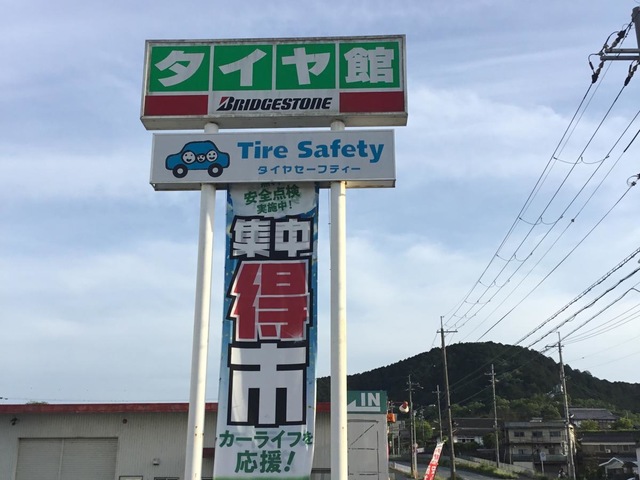 タイヤ館
BRIDGESTONE
Tire Safety
タイヤセーフティー
安全点検
実施中!
集中
得
市
カーライフを
応援!
IN